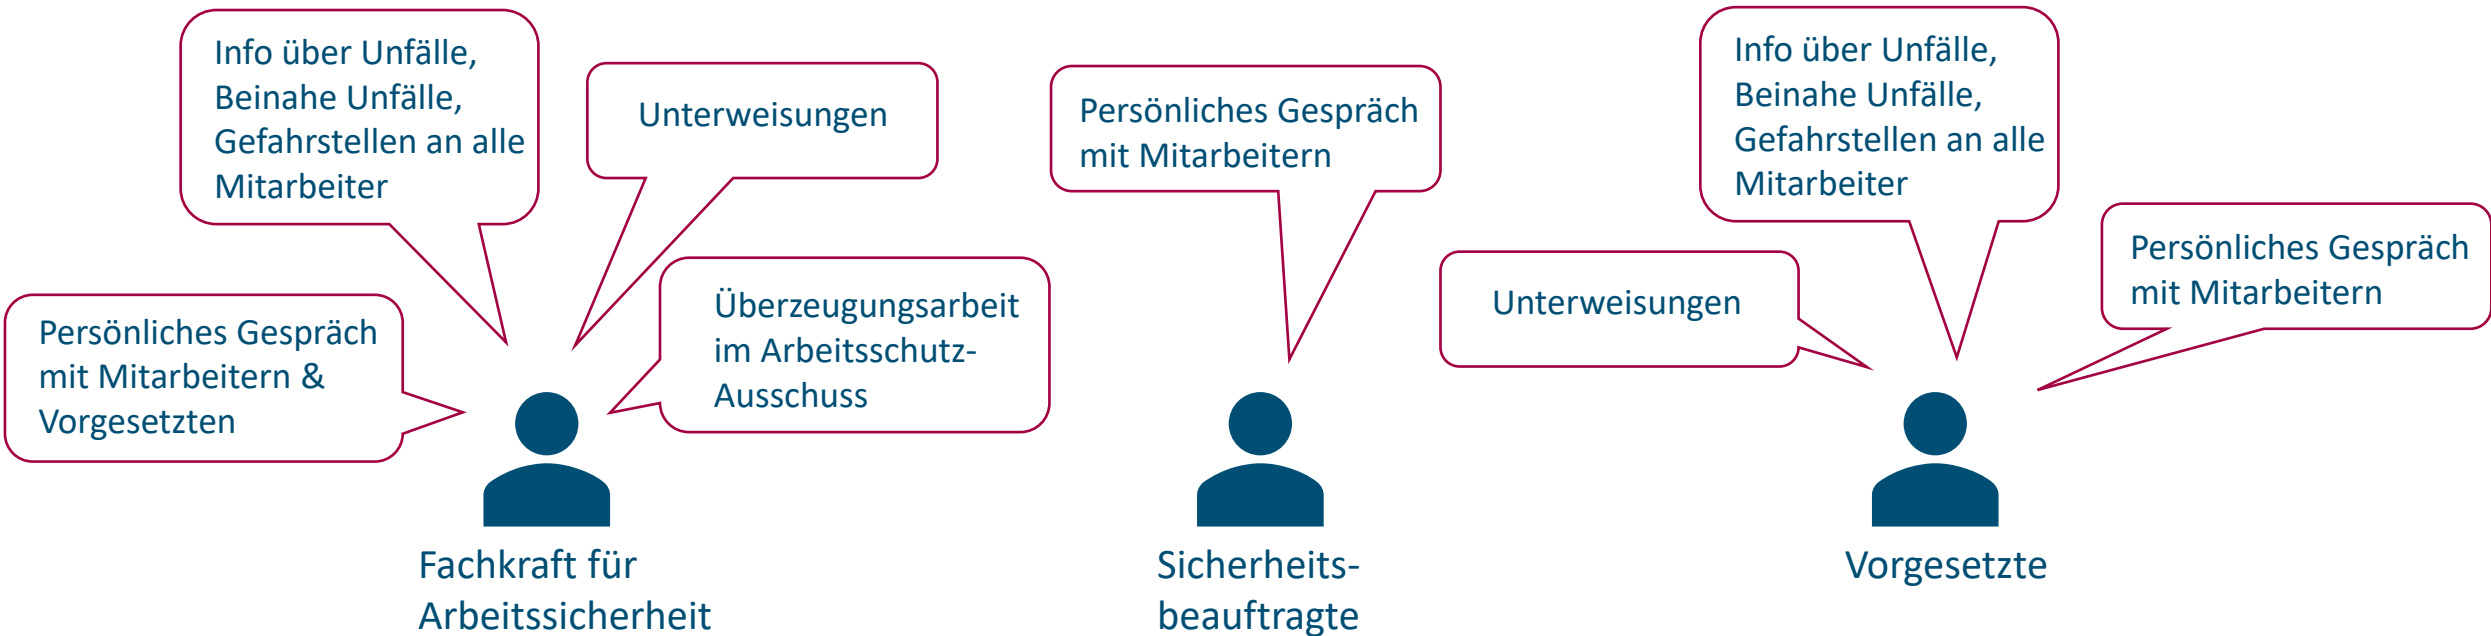 Info über Unfälle,
Beinahe Unfälle,
Gefahrstellen an alle
Mitarbeiter
Unterweisungen
Persönliches Gespräch
mit Mitarbeitern &
Vorgesetzten
Überzeugungsarbeit
im Arbeitsschutz-
Ausschuss
Fachkraft für
Arbeitssicherheit
Persönliches Gespräch
mit Mitarbeitern
Sicherheits-
beauftragte
Info über Unfälle,
Beinahe Unfälle,
Gefahrstellen an alle
Mitarbeiter
Unterweisungen
Persönliches Gespräch
mit Mitarbeitern
Vorgesetzte